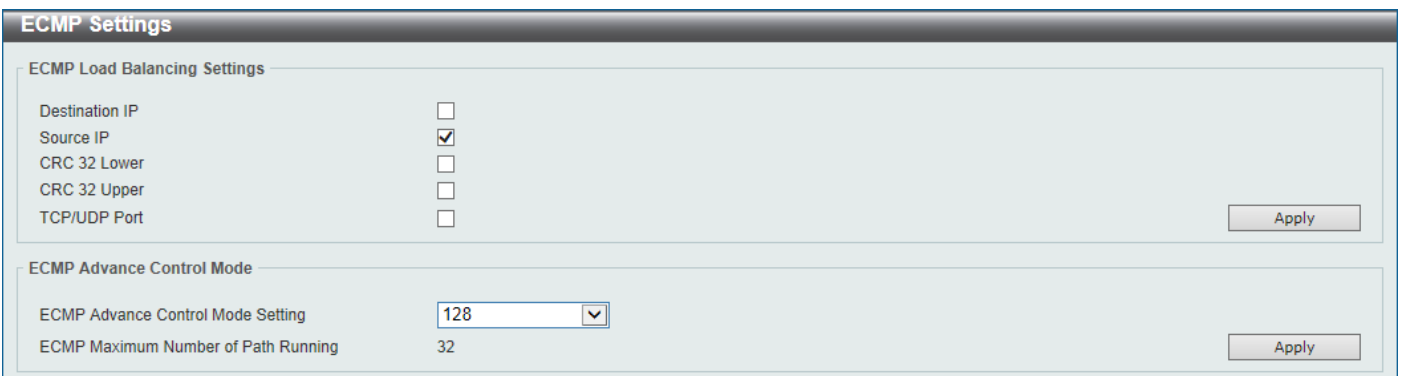 ECMP Settings
ECMP Load Balancing Settings
Destination IP
Source IP
CRC 32 Lower
CRC 32 Upper
TCP/UDP Port
Apply
ECMP Advance Control Mode
ECMP Advance Control Mode Setting 128
ECMP Maximum Number of Path Running 32
Apply